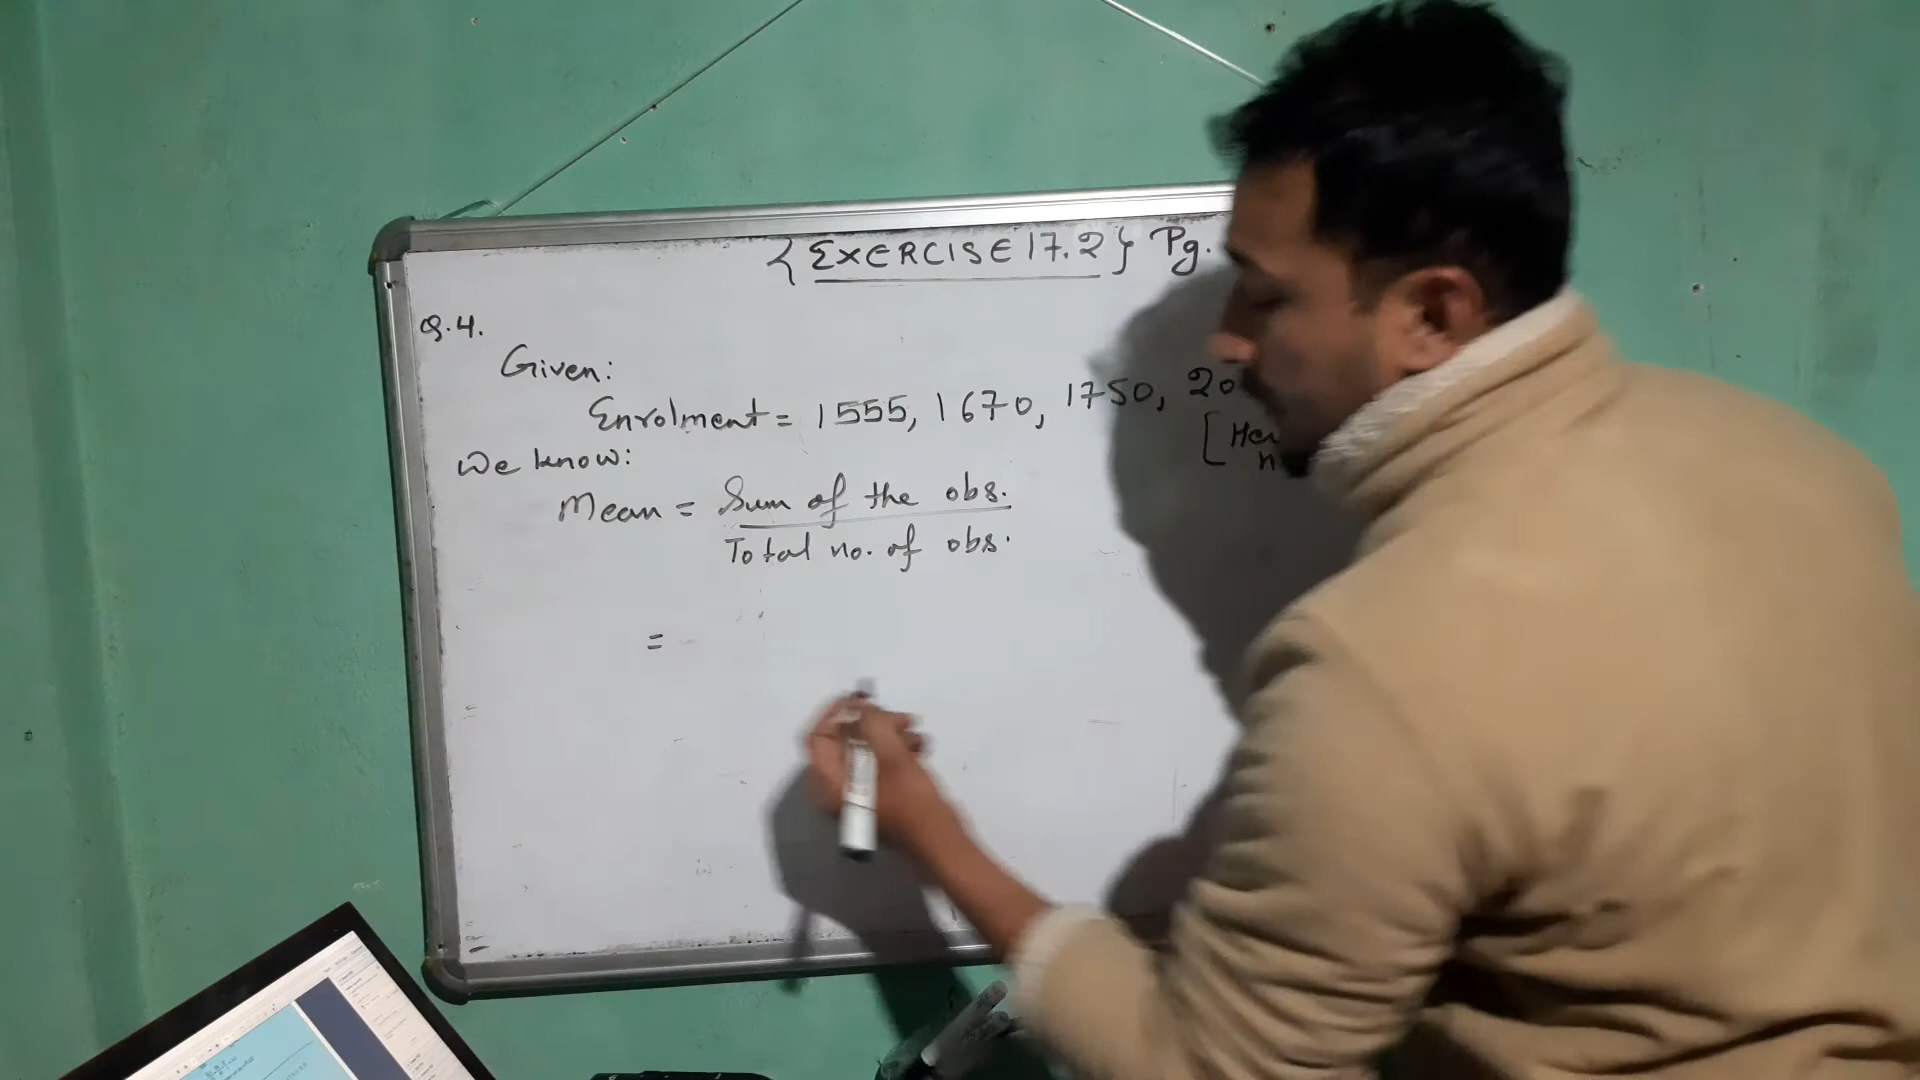 {EXERCISE 17.2} Pg.
Q.4.
Given:
Enrolment = 1555, 1670, 1750, 20
We know:
Mean = Sum of the obs.
Total no. of obs.
=